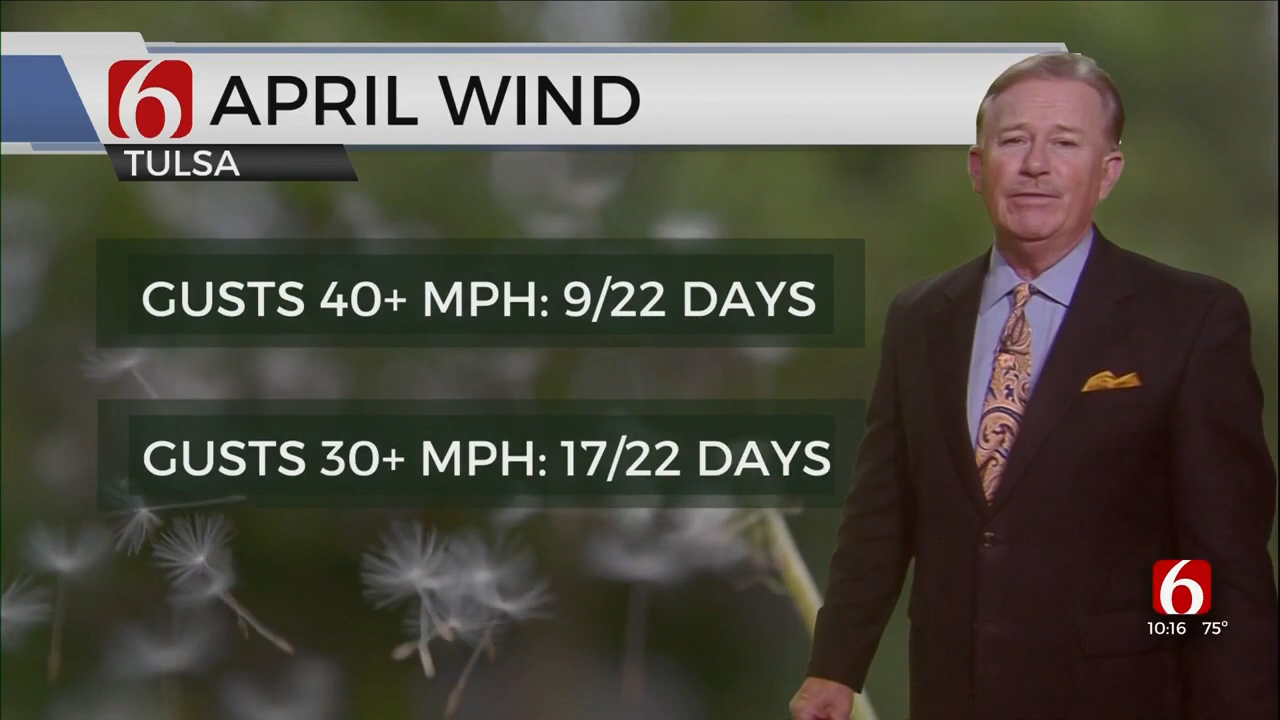 6 APRIL WIND
TULSA
GUSTS 40+ MPH: 9/22 DAYS
GUSTS 30+ MPH: 17/22 DAYS
6
10:16 75°